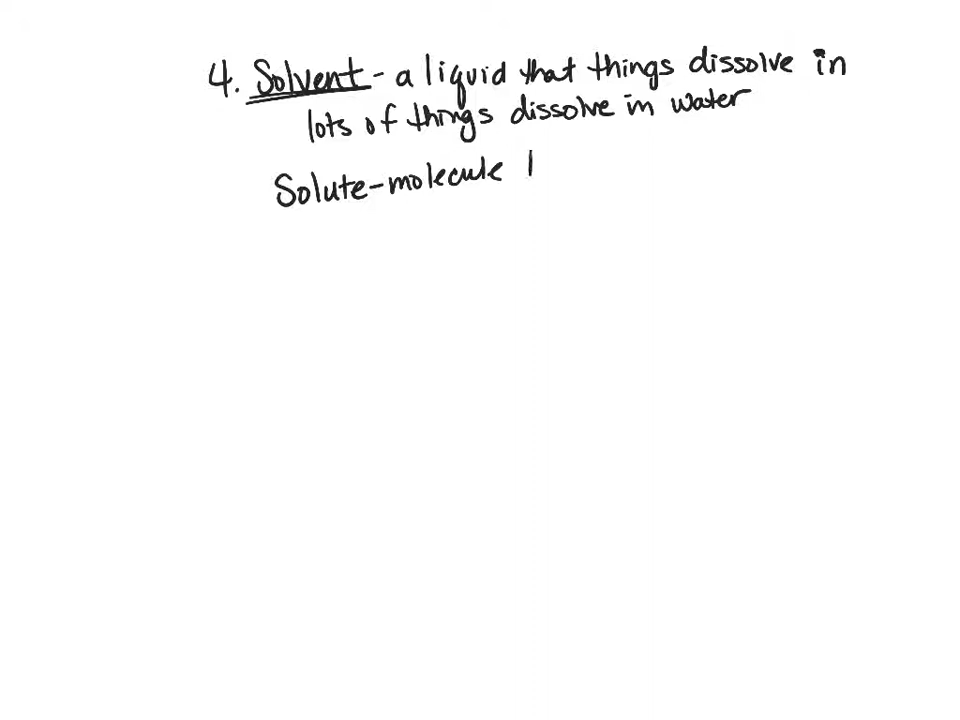 4. Solvent - a liquid that things dissolve in
lots of things dissolve in water
Solute - molecule